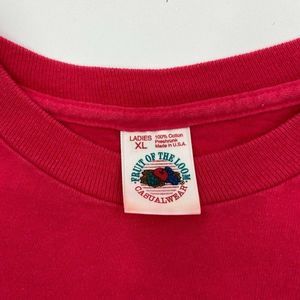 LADIES
XL
100% Cotton
Preshrunk
Made in U.S.A.
FRUIT OF THE LOOM
CASUALWEAR